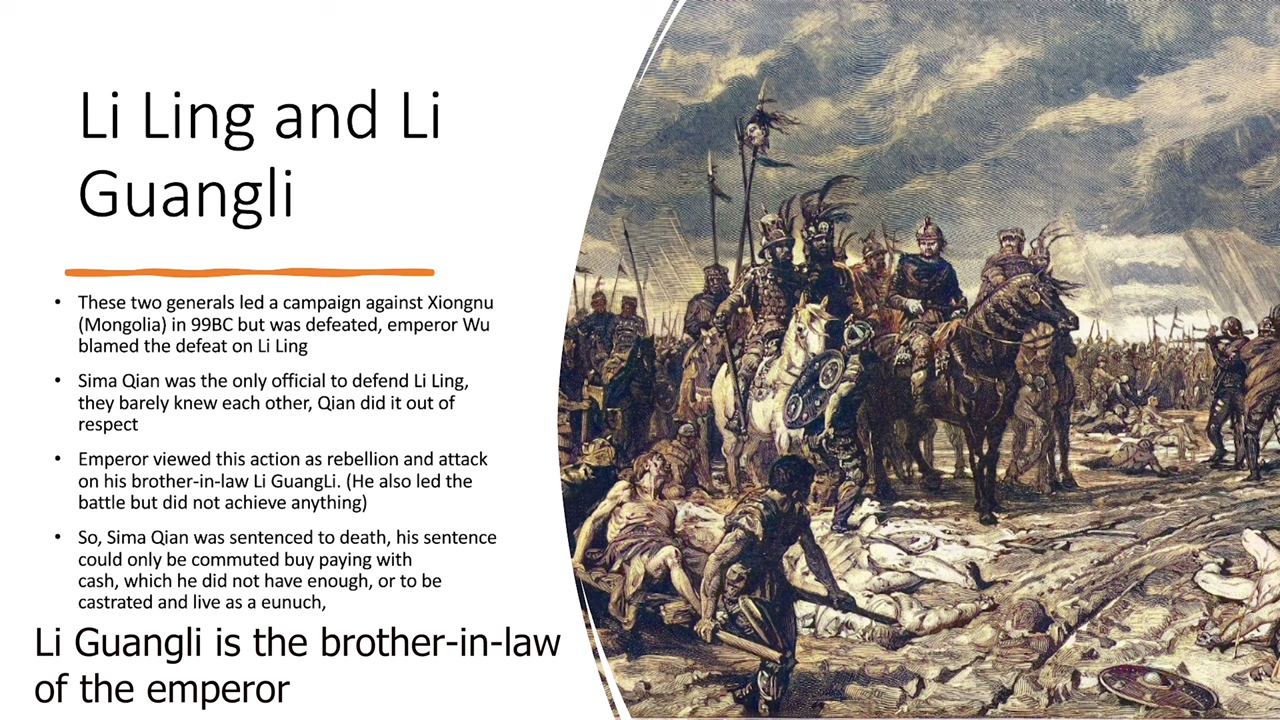 Li Ling and Li
Guangli
• These two generals led a campaign against Xiongnu
(Mongolia) in 99BC but was defeated, emperor Wu
blamed the defeat on Li Ling
• Sima Qian was the only official to defend Li Ling,
they barely knew each other, Qian did it out of
respect
• Emperor viewed this action as rebellion and attack
on his brother-in-law Li GuangLi. (He also led the
battle but did not achieve anything)
• So, Sima Qian was sentenced to death, his sentence
could only be commuted buy paying with
cash, which he did not have enough, or to be
castrated and live as a eunuch,
Li Guangli is the brother-in-law
of the emperor